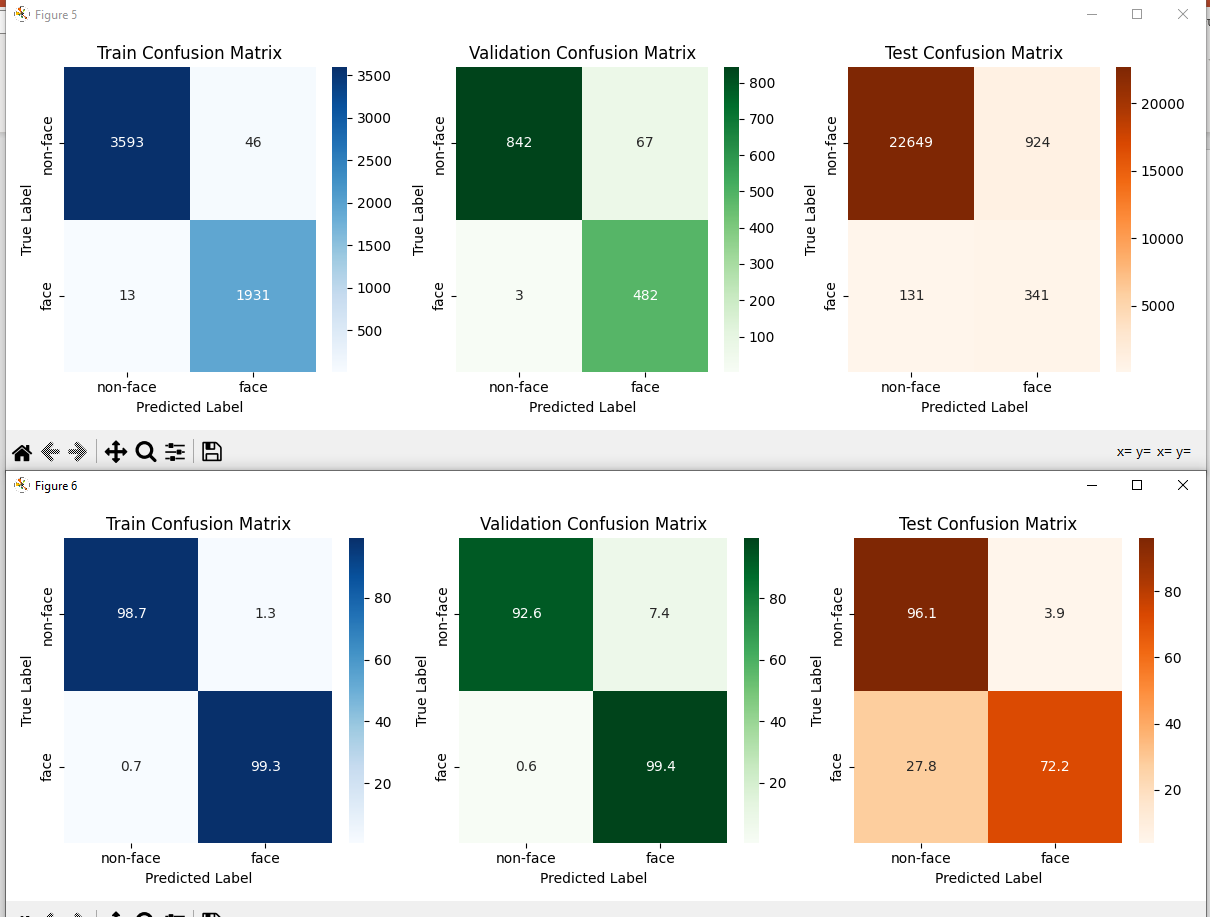 Figure 5
Train Confusion Matrix
Validation Confusion Matrix
Test Confusion Matrix
True Label
non-face
face
3593 46
13 1931
3500
3000
2500
2000
1500
1000
500
non-face face
Predicted Label
True Label
non-face
face
842 67
3 482
800
700
600
500
400
300
200
100
non-face face
Predicted Label
True Label
non-face
face
22649 924
131 341
20000
15000
10000
5000
non-face face
Predicted Label
x= y= x= y=
Figure 6
Train Confusion Matrix
Validation Confusion Matrix
Test Confusion Matrix
True Label
non-face
face
98.7 1.3
0.7 99.3
80
60
40
20
non-face face
Predicted Label
True Label
non-face
face
92.6 7.4
0.6 99.4
80
60
40
20
non-face face
Predicted Label
True Label
non-face
face
96.1 3.9
27.8 72.2
80
60
40
20
non-face face
Predicted Label